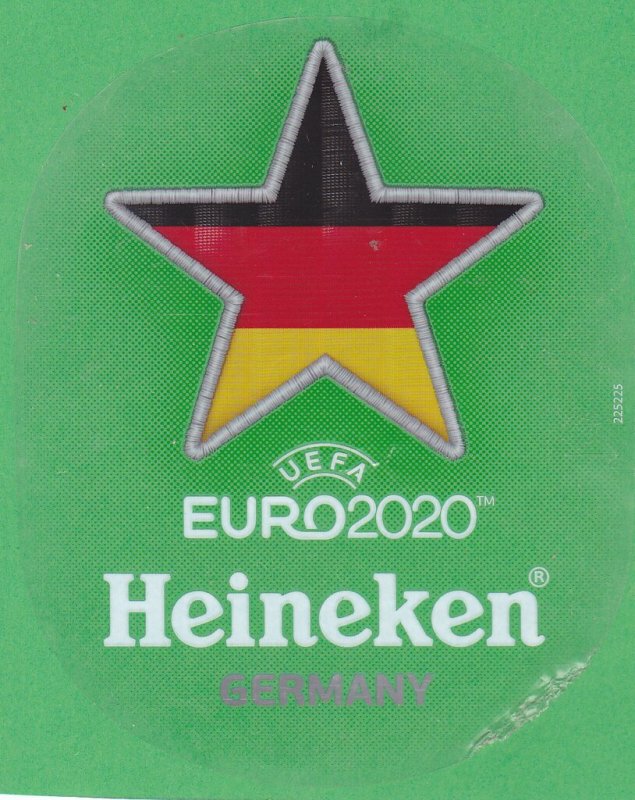 225225
UEFA
EURO2020™
Heineken®
GERMANY